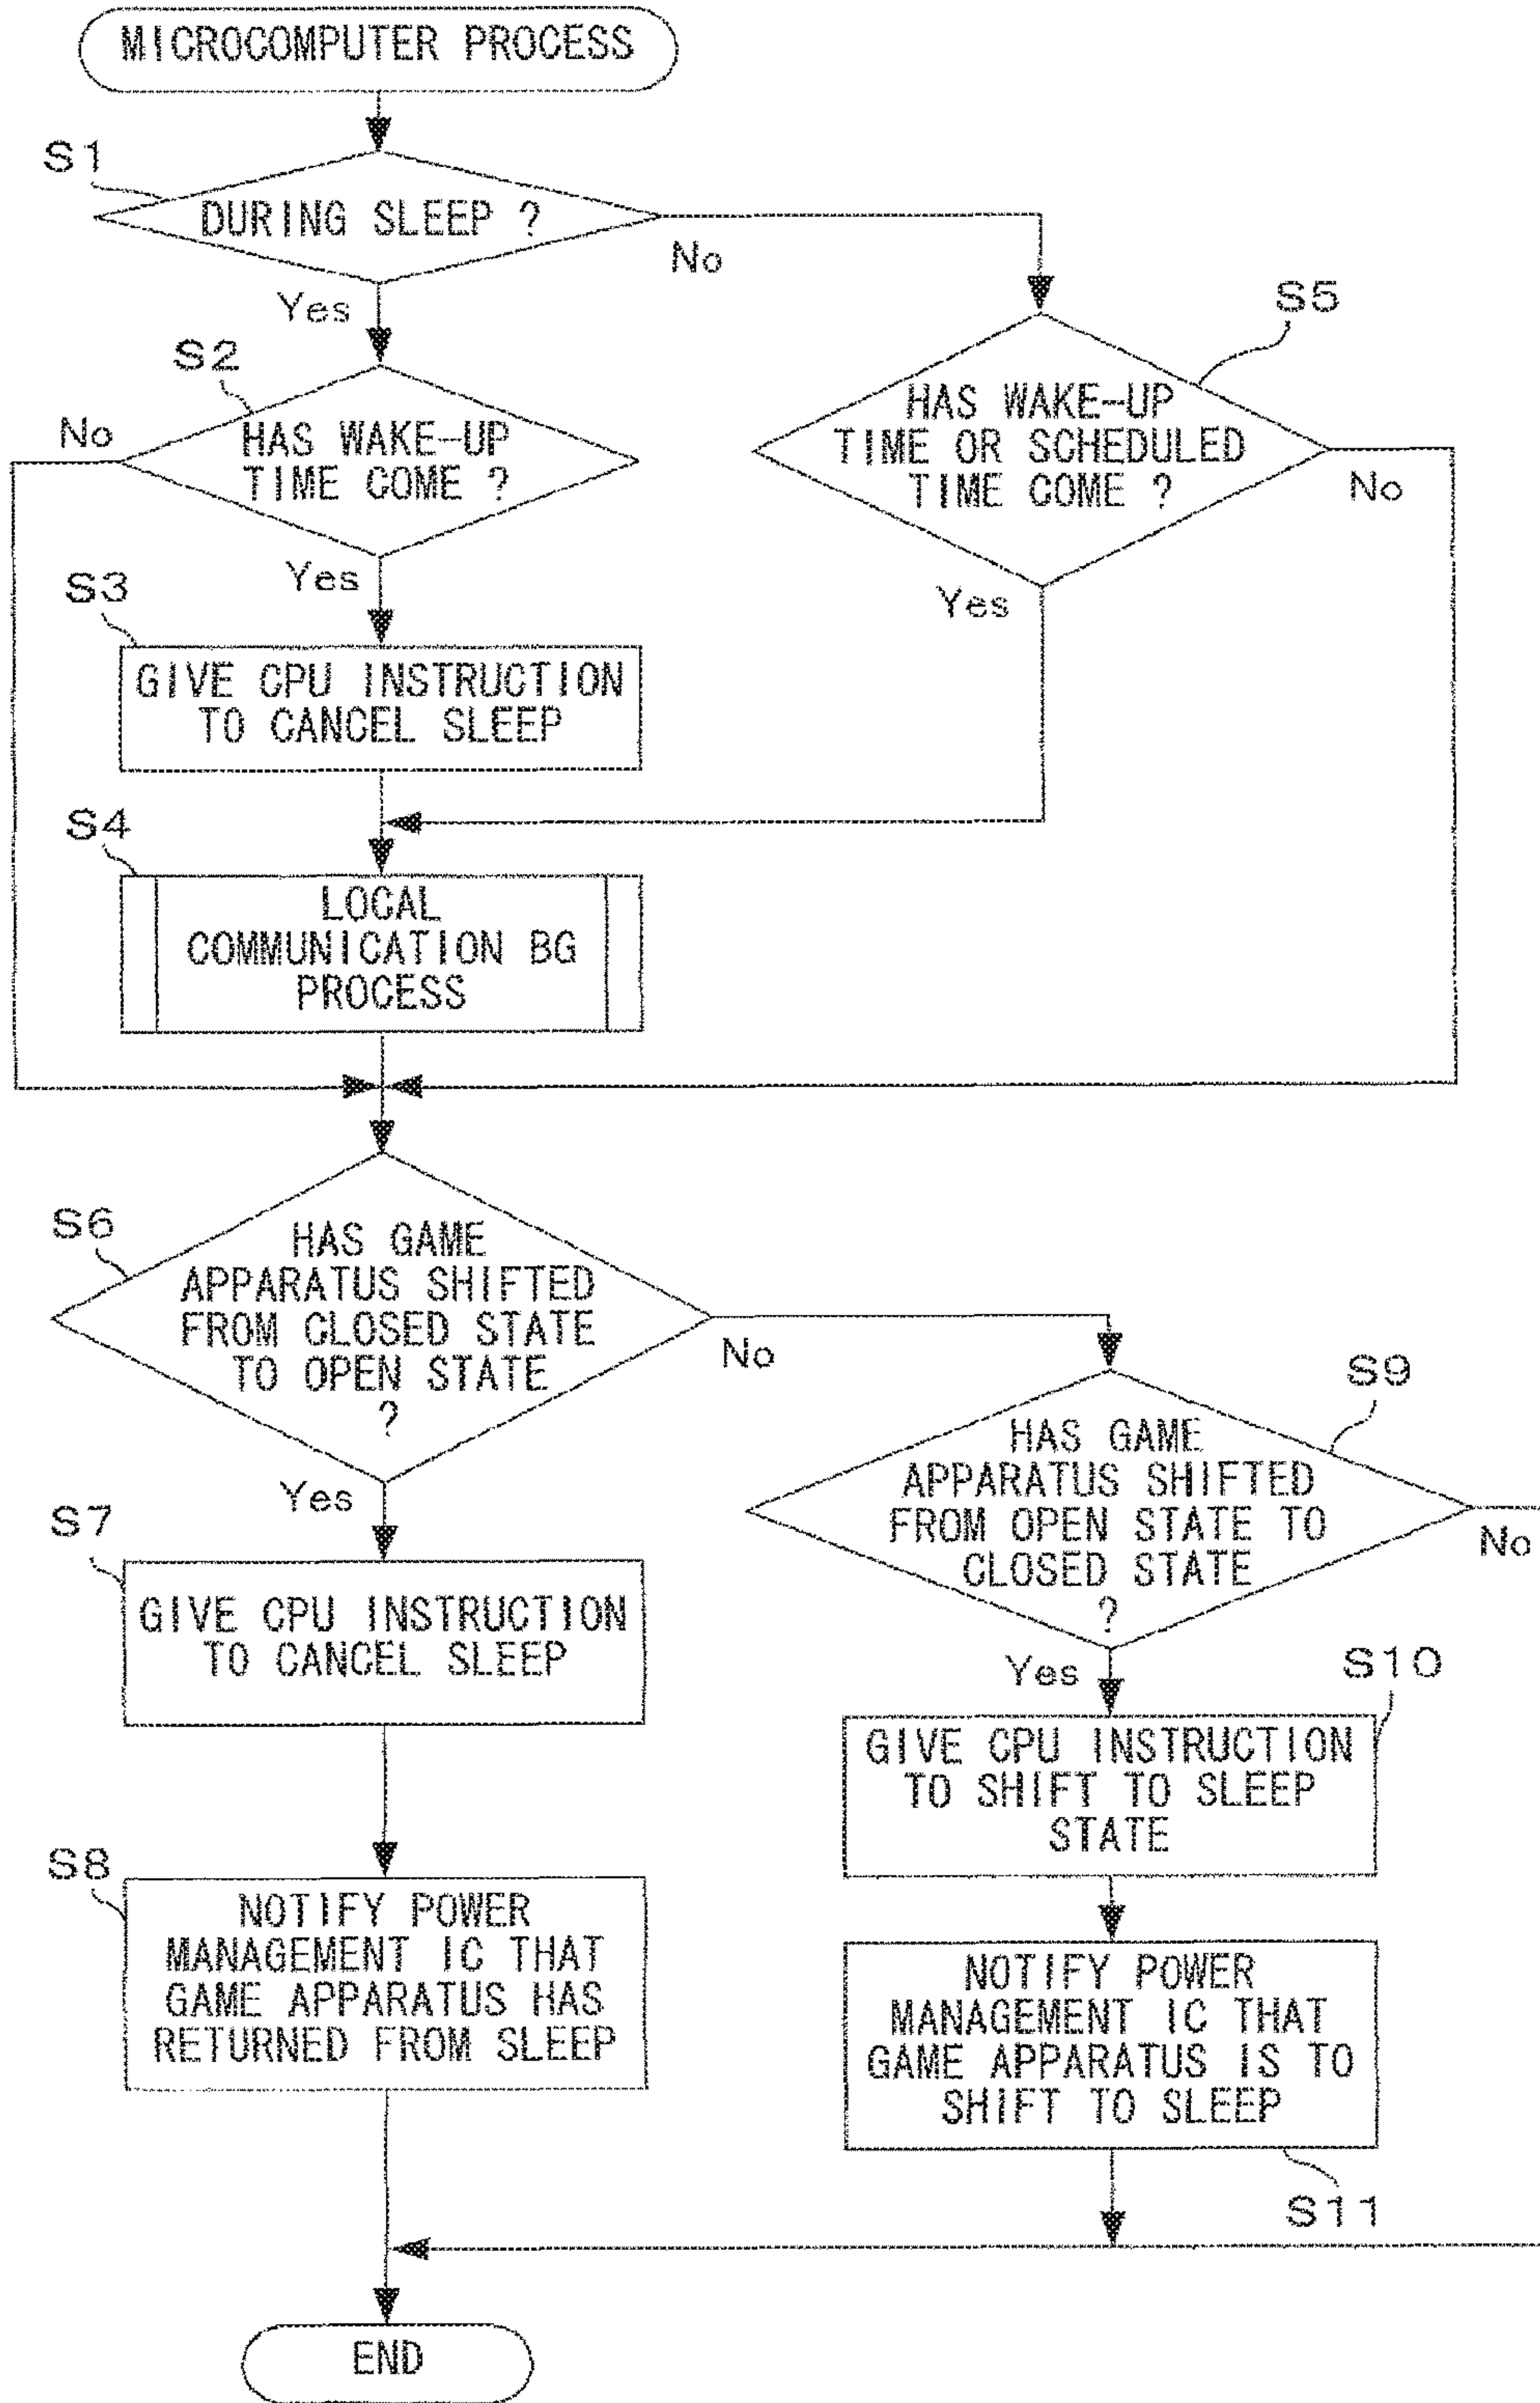 MICROCOMPUTER PROCESS
S1
DURING SLEEP ?
No
Yes
S2
HAS WAKE-UP
TIME COME ?
No
Yes
S5
HAS WAKE-UP
TIME OR SCHEDULED
TIME COME ?
No
Yes
S3
GIVE CPU INSTRUCTION
TO CANCEL SLEEP
S4
LOCAL
COMMUNICATION BG
PROCESS
S6
HAS GAME
APPARATUS SHIFTED
FROM CLOSED STATE
TO OPEN STATE
?
No
Yes
S7
GIVE CPU INSTRUCTION
TO CANCEL SLEEP
S8
NOTIFY POWER
MANAGEMENT IC THAT
GAME APPARATUS HAS
RETURNED FROM SLEEP
S9
HAS GAME
APPARATUS SHIFTED
FROM OPEN STATE TO
CLOSED STATE
?
No
Yes
S10
GIVE CPU INSTRUCTION
TO SHIFT TO SLEEP
STATE
NOTIFY POWER
MANAGEMENT IC THAT
GAME APPARATUS IS TO
SHIFT TO SLEEP
S11
END